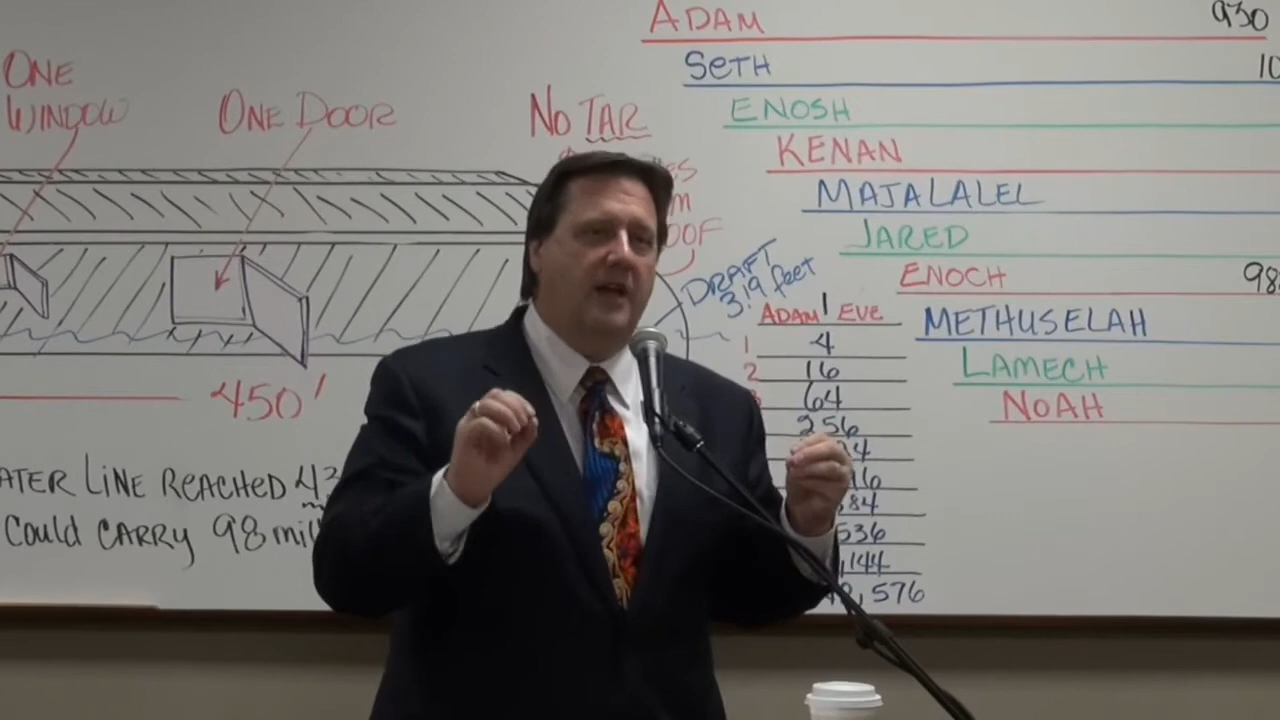 ONE
WINDOW
ONE DOOR
NO TAR
DRAFT
3.9 feet
450'
ATER LINE REACHED
COULD CARRY 98 mil
ADAM 930
SETH
ENOSH
KENAN
MAJALALEL
JARED
ENOCH
METHUSELAH
LAMECH
NOAH
ADAM EVE
1 4
2 16
64
256
,144
,576